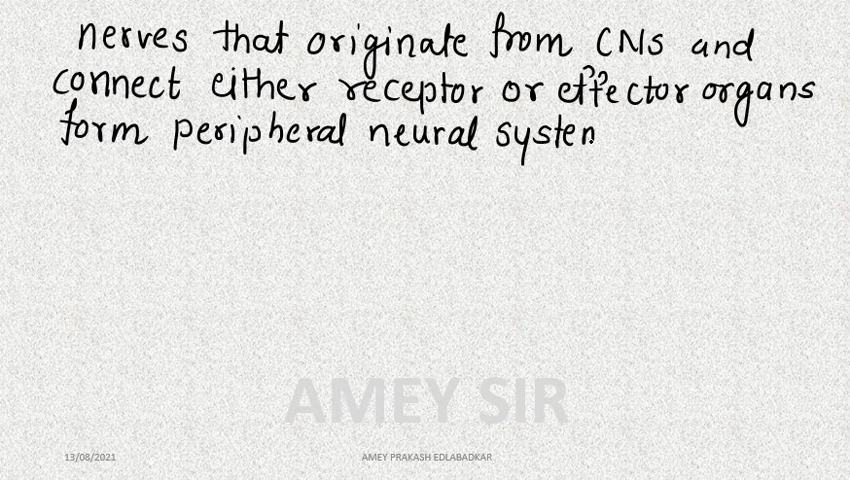 nerves that originate from CNS and
connect either receptor or effector organs
form peripheral neural system
AMEY SIR
13/08/2021
AMEY PRAKASH EDLABADKAR